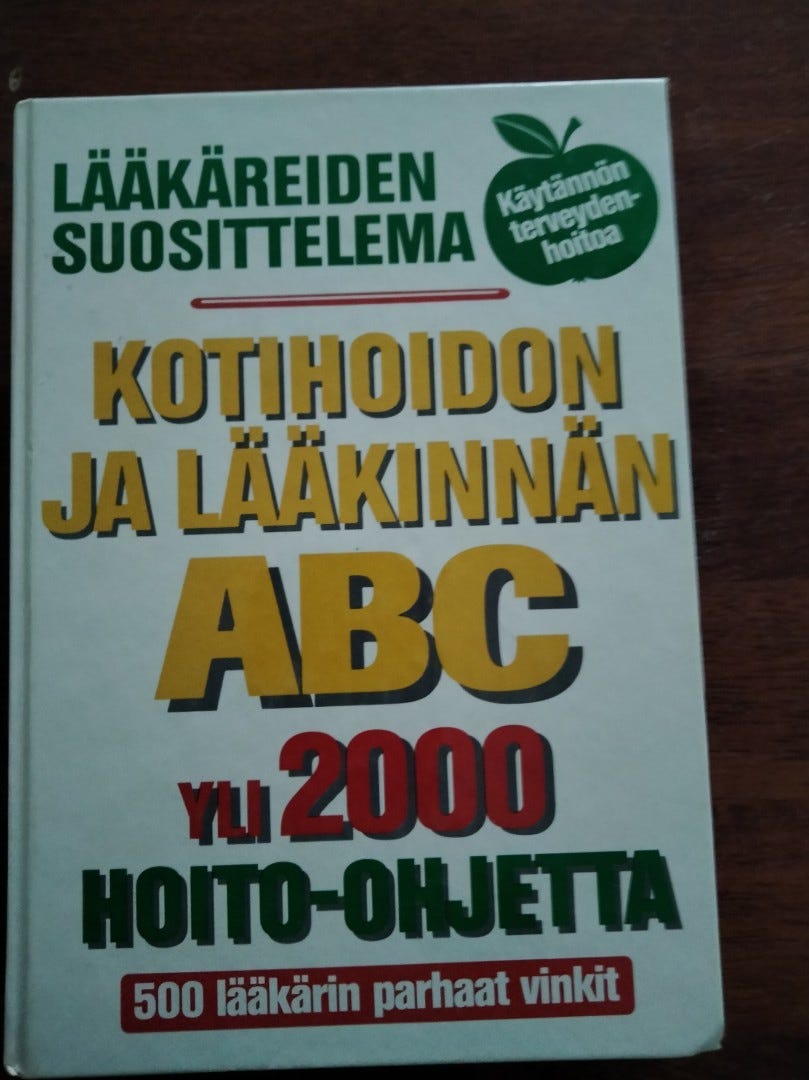 LÄÄKÄREIDEN
SUOSITTELEMA
Käytännön
terveyden-
hoitoa
KOTIHOIDON
JA LÄÄKINNÄN
ABC
YLI 2000
HOITO-OHJETTA
500 lääkärin parhaat vinkit